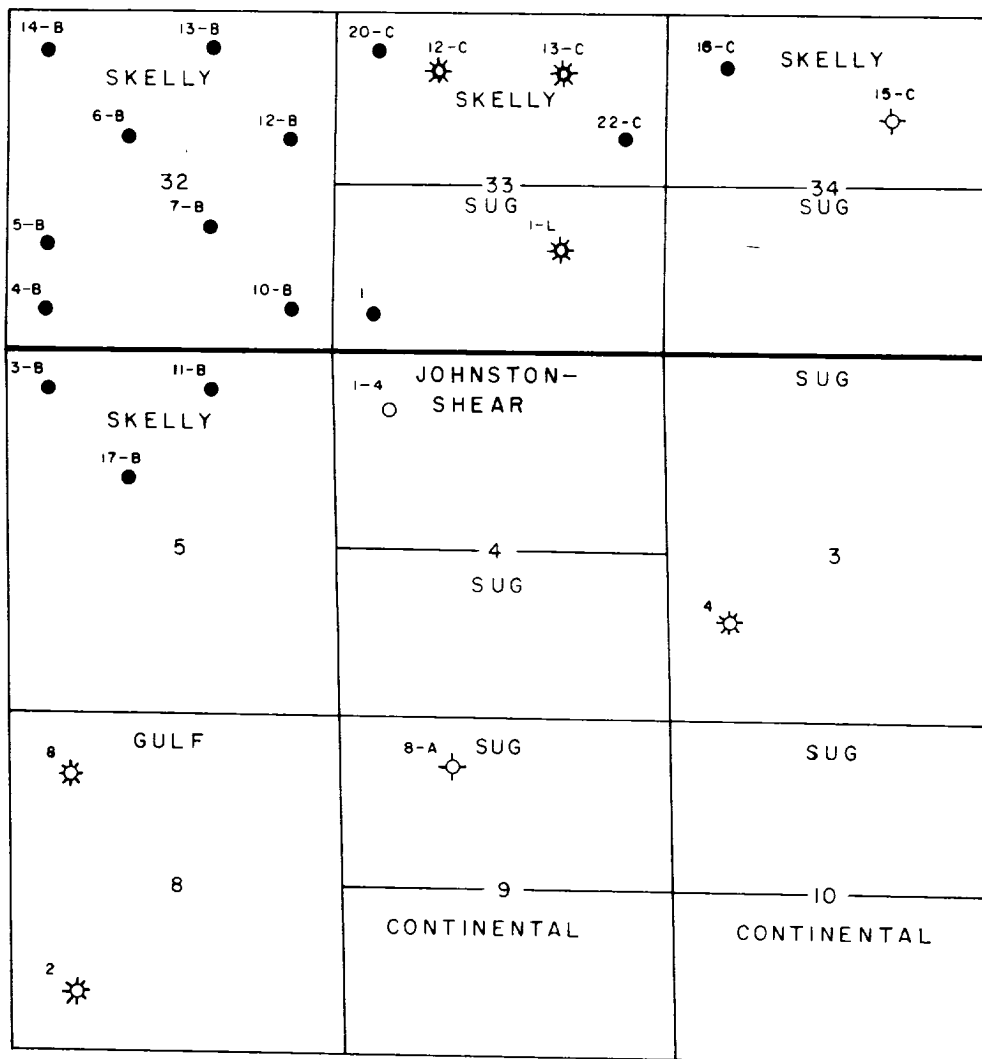 14-B
13-B
SKELLY
6-B
12-B
32
7-B
5-B
4-B
10-B
20-C
12-C
13-C
SKELLY
22-C
33
SUG
1-L
1
16-C
SKELLY
15-C
34
SUG
3-B
11-B
SKELLY
17-B
5
1-4
JOHNSTON-
SHEAR
4
SUG
SUG
3
4
GULF
8
8
2
8-A
SUG
9
CONTINENTAL
SUG
10
CONTINENTAL